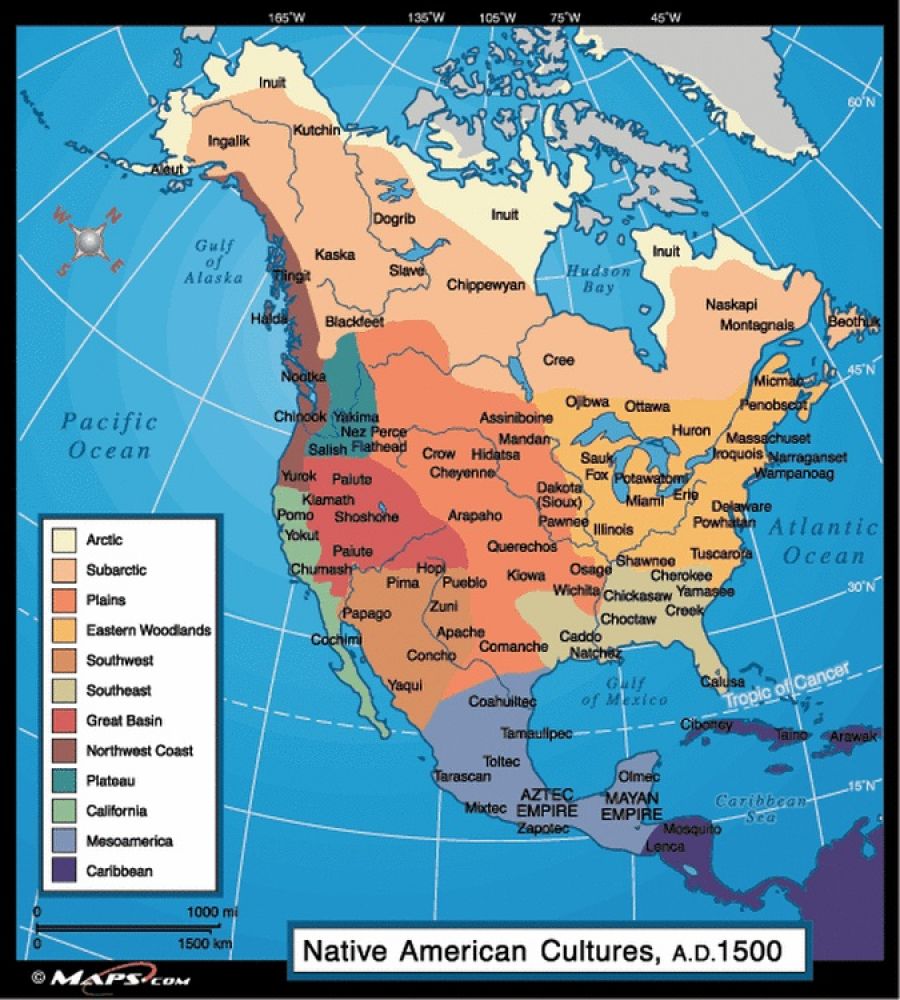 165°W 135°W 105°W 75°W 45°W
Inuit
60°N
Kutchin
Ingalik
Aleut
Inuit
Dogrib
W N
S E
Gulf
of
Alaska
Kaska
Slave
Tlingit
Chippewyan
Hudson
Bay
Inuit
Naskapi
Montagnais
Beothuk
Haida
Blackfeet
Cree
45°N
Nootka
Micmac
Penobscot
Pacific
Ocean
Chinook
Yakima
Nez Perce
Salish
Flathead
Assiniboine
Ojibwa
Ottawa
Mandan
Huron
Massachuset
Iroquois
Narraganset
Wampanoag
Crow
Hidatsa
Cheyenne
Sauk
Fox
Potawatomi
Miami
Erie
Yurok
Paiute
Klamath
Dakota
(Sioux)
Delaware
Powhatan
Pomo
Shoshone
Arapaho
Pawnee
Illinois
Atlantic
Ocean
Yokut
Paiute
Querechos
Tuscarora
Chumash
Hopi
Osage
Shawnee
Pima
Pueblo
Kiowa
Cherokee
Wichita
Chickasaw
Yamasee
30°N
Papago
Zuni
Choctaw
Creek
Cochimi
Apache
Caddo
Concho
Comanche
Natchez
Yaqui
Calusa
Tropic of Cancer
Coahuiltec
Gulf
of Mexico
Tamaulipec
Ciboney
Taino
Arawak
Toltec
Tarascan
Olmec
15°N
Mixtec
AZTEC
EMPIRE
MAYAN
EMPIRE
Caribbean
Sea
Zapotec
Mosquito
Lenca
Arctic
Subarctic
Plains
Eastern Woodlands
Southwest
Southeast
Great Basin
Northwest Coast
Plateau
California
Mesoamerica
Caribbean
0 1000 mi
0 1500 km
Native American Cultures, A.D.1500
© MAPS.COM